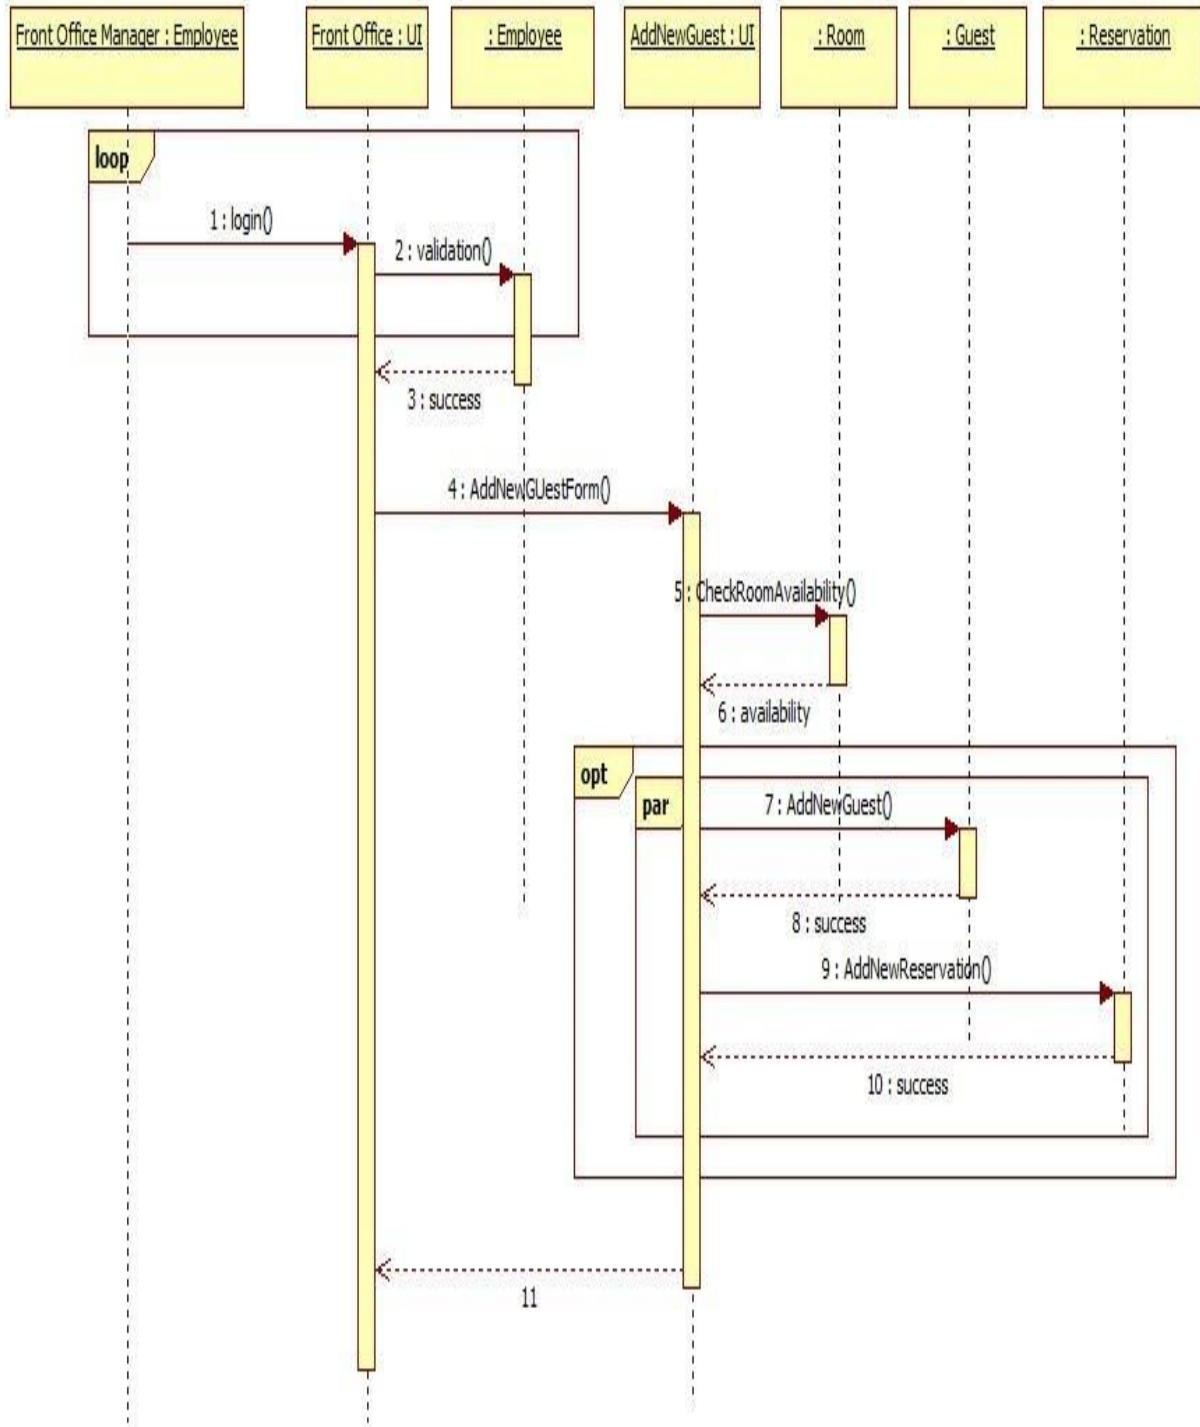 Front Office Manager : Employee
Front Office : UI
: Employee
AddNewGuest : UI
: Room
: Guest
: Reservation
loop
1 : login()
2 : validation()
3 : success
4 : AddNewGUestForm()
5 : CheckRoomAvailability()
6 : availability
opt
par
7 : AddNewGuest()
8 : success
9 : AddNewReservation()
10 : success
11